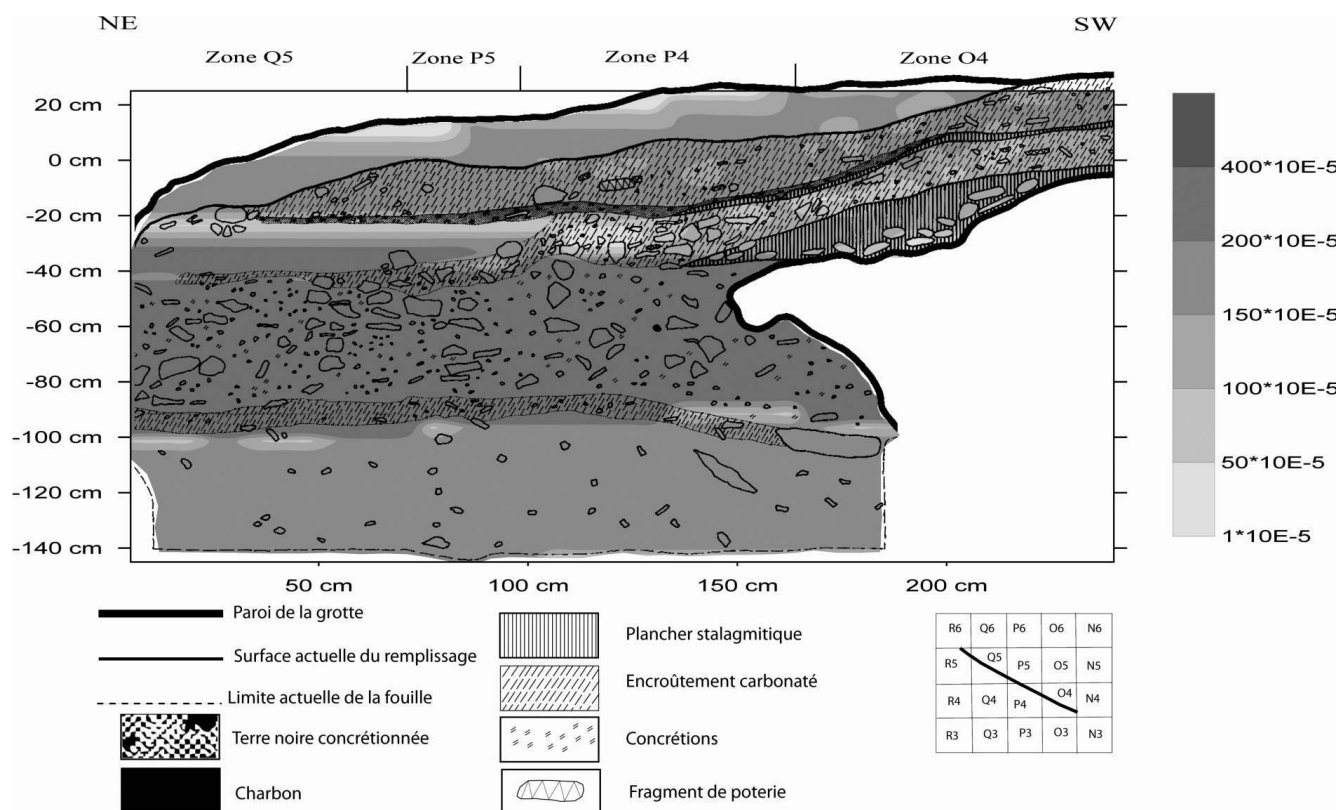 NE
SW
Zone Q5
Zone P5
Zone P4
Zone O4
20 cm
0 cm
-20 cm
-40 cm
-60 cm
-80 cm
-100 cm
-120 cm
-140 cm
50 cm
100 cm
150 cm
200 cm
400*10E-5
200*10E-5
150*10E-5
100*10E-5
50*10E-5
1*10E-5
Paroi de la grotte
Surface actuelle du remplissage
Limite actuelle de la fouille
Terre noire concrétionnée
Charbon
Plancher stalagmitique
Encroûtement carbonaté
Concrétions
Fragment de poterie
R6 Q6 P6 O6 N6
R5 Q5 P5 O5 N5
R4 Q4 P4 O4 N4
R3 Q3 P3 O3 N3